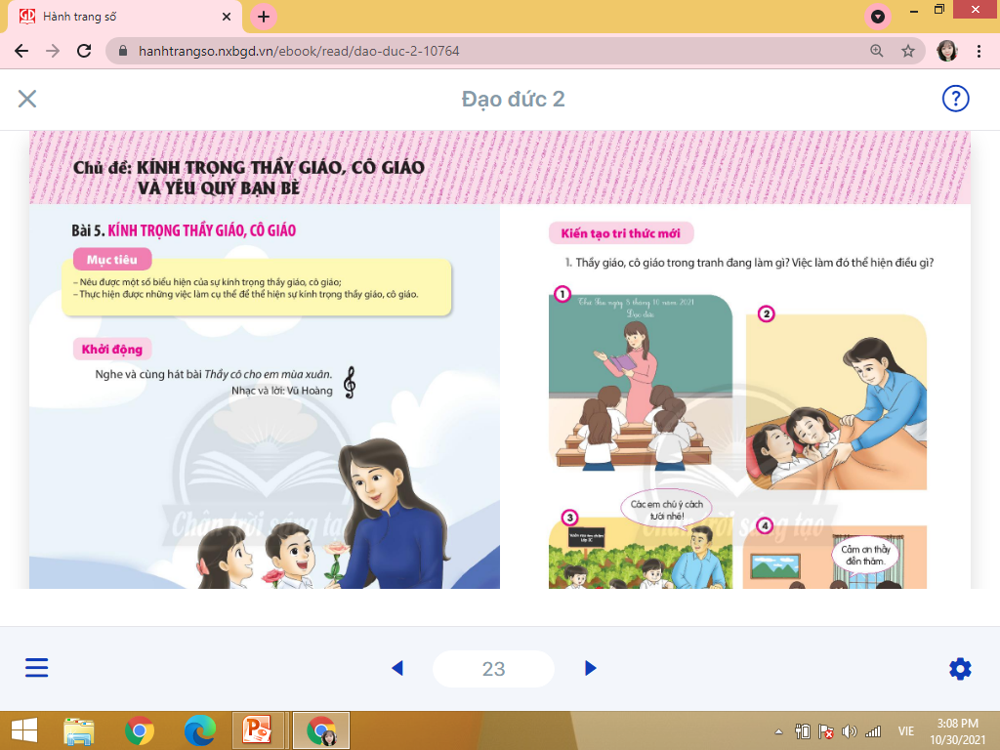 Hành trang số
hanhtrangso.nxbgd.vn/ebook/read/dao-duc-2-10764
Đạo đức 2
Chủ đề: KÍNH TRỌNG THẦY GIÁO, CÔ GIÁO
VÀ YÊU QUÝ BẠN BÈ
Bài 5. KÍNH TRỌNG THẦY GIÁO, CÔ GIÁO
Mục tiêu
– Nêu được một số biểu hiện của sự kính trọng thầy giáo, cô giáo;
– Thực hiện được những việc làm cụ thể để thể hiện sự kính trọng thầy giáo, cô giáo.
Khởi động
Nghe và cùng hát bài Thầy cô cho em mùa xuân.
Nhạc và lời: Vũ Hoàng
Chân trời sáng tạo
Kiến tạo tri thức mới
1. Thầy giáo, cô giáo trong tranh đang làm gì? Việc làm đó thể hiện điều gì?
1
Thứ Sáu ngày 8 tháng 10 năm 2021
Đạo đức
2
3
Các em chú ý cách
tưới nhé!
4
Cảm ơn thầy
đến thăm.
sáng tạo
23
VIE
3:08 PM
10/30/2021